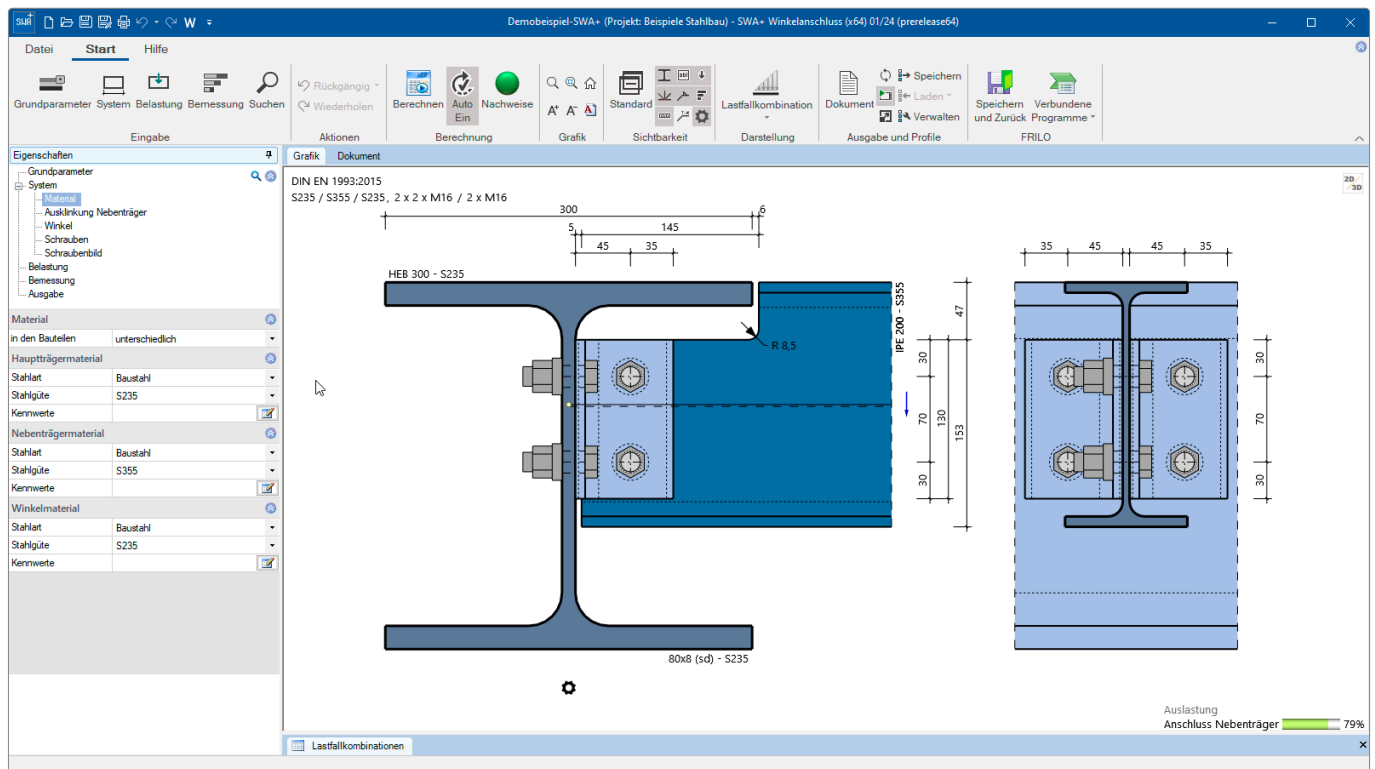 SWA+ Demobeispiel-SWA+ (Projekt: Beispiele Stahlbau) - SWA+ Winkelanschluss (x64) 01/24 (prerelease64)
Datei Start Hilfe
Grundparameter System Belastung Bemessung Suchen
Eingabe
Rückgängig
Wiederholen
Aktionen
Berechnen Auto Ein Nachweise
Berechnung
Grafik
Standard
Sichtbarkeit
Lastfallkombination
Darstellung
Dokument
Speichern
Laden
Verwalten
Ausgabe und Profile
Speichern und Zurück
Verbundene Programme
FRILO
Eigenschaften
Grundparameter
System
Material
Ausklinkung Nebenträger
Winkel
Schrauben
Schraubenbild
Belastung
Bemessung
Ausgabe
Material
in den Bauteilen unterschiedlich
Hauptträgermaterial
Stahlart Baustahl
Stahlgüte S235
Kennwerte
Nebenträgermaterial
Stahlart Baustahl
Stahlgüte S355
Kennwerte
Winkelmaterial
Stahlart Baustahl
Stahlgüte S235
Kennwerte
Grafik Dokument
DIN EN 1993:2015
S235 / S355 / S235, 2 x 2 x M16 / 2 x M16
300 6
5 145
45 35
HEB 300 - S235
R 8,5
IPE 200 - S355
47
30
70
30
130
153
80x8 (sd) - S235
35 45 45 35
30
70
30
2D/3D
Auslastung
Anschluss Nebenträger 79%
Lastfallkombinationen